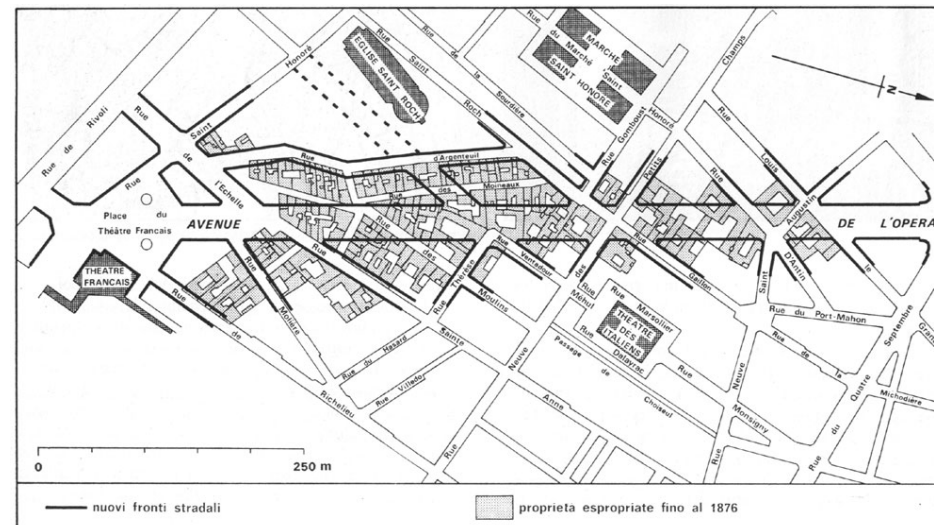 Rue de Rivoli
Rue de l'Echelle
Rue Saint Honoré
EGLISE SAINT ROCH
Rue Saint Roch
Rue de la Sourdière
MARCHE SAINT HONORE
Rue du Marché Saint Honoré
Rue Gomboust
Rue des Petits Champs
Rue Louis le
Rue Saint Augustin
N
Rue d'Argenteuil
Rue des Moineaux
Place du
Théâtre Francais
AVENUE DE L'OPERA
THEATRE
FRANCAIS
Rue de Richelieu
Rue Molière
Rue des Moulins
Rue Thérèse
Rue Ventadour
Rue Sainte Anne
Rue du Hasard
Rue Villedo
Rue Neuve des
Rue Méhul
Rue Marsollier
THEATRE
DES
ITALIENS
Rue Dalayrac
Passage de Choiseul
Rue Gaillon
Rue D'Antin
Rue du Port-Mahon
Rue de la Michodière
Rue Monsigny
Rue Neuve Saint
Rue du Quatre Septembre
0
250 m
nuovi fronti stradali
proprieta espropriate fino al 1876